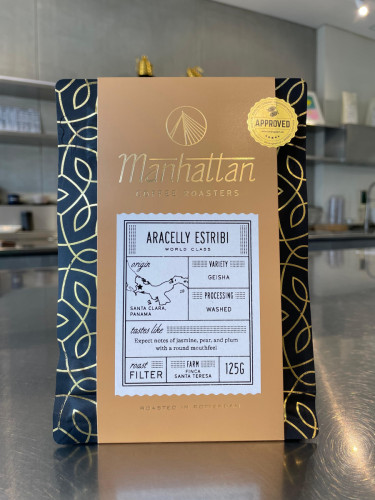 APPROVED
Manhattan
COFFEE ROASTERS
ARACELLY ESTRIBI
WORLD CLASS
origin
SANTA CLARA,
PANAMA
VARIETY
GEISHA
PROCESSING
WASHED
tastes like
Expect notes of jasmine, pear, and plum
with a round mouthfeel
roast
FILTER
FARM
FINCA
SANTA TERESA
125G
ROASTED IN ROTTERDAM